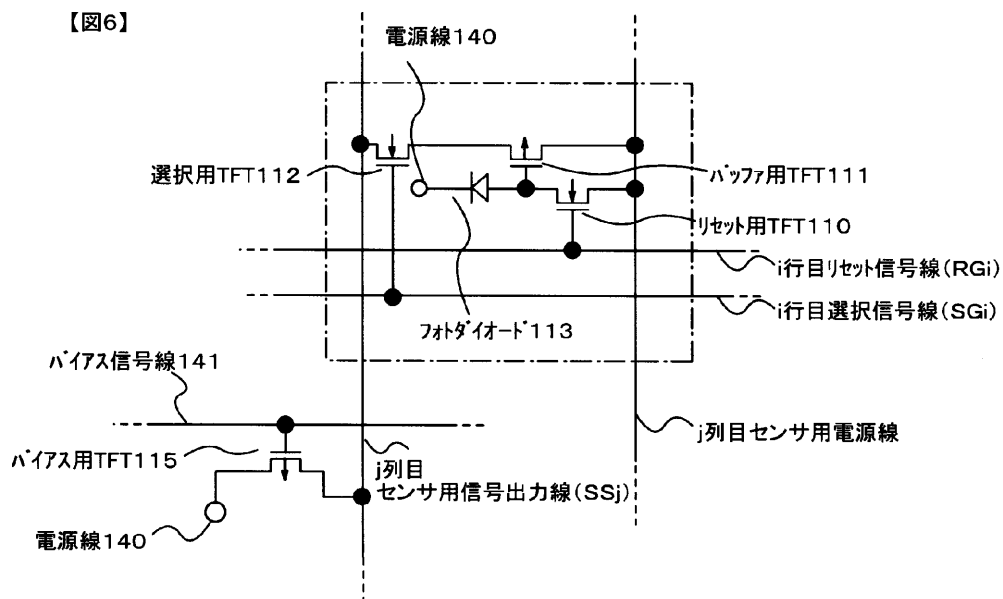 【図6】
電源線140
選択用TFT112
バッファ用TFT111
リセット用TFT110
i行目リセット信号線(RGi)
i行目選択信号線(SGi)
フォトダイオード113
バイアス信号線141
バイアス用TFT115
j列目
センサ用信号出力線(SSj)
j列目センサ用電源線
電源線140